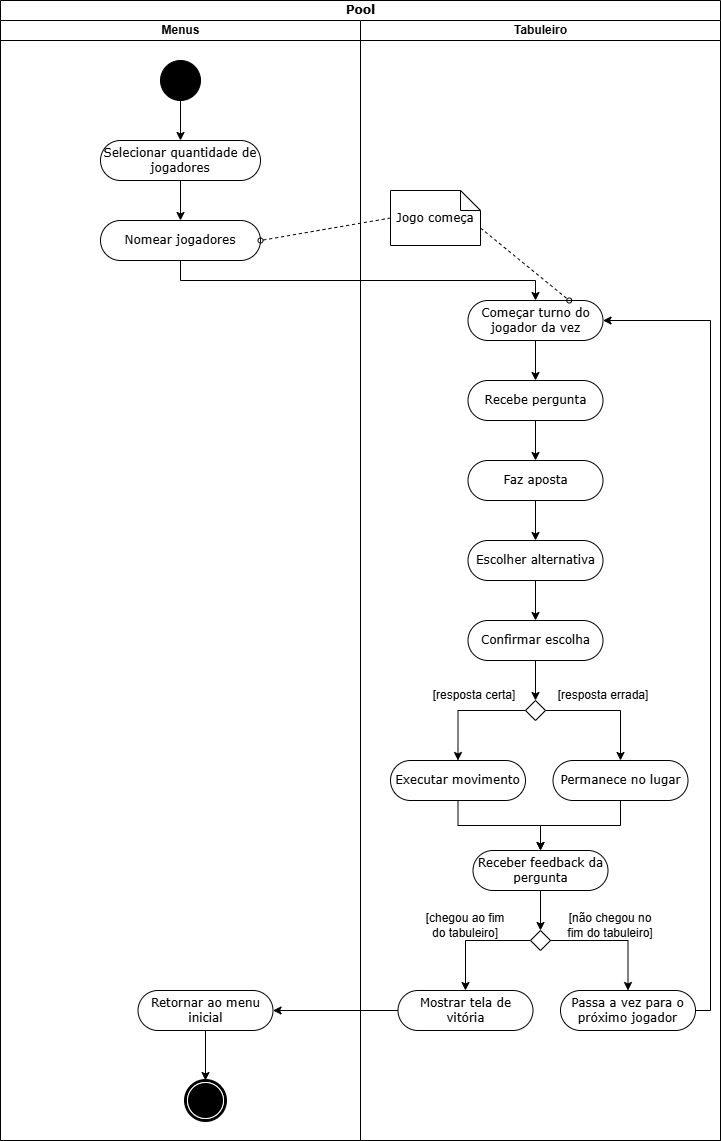 Pool
Menus
Tabuleiro
Selecionar quantidade de
jogadores
Nomear jogadores
Jogo começa
Começar turno do
jogador da vez
Recebe pergunta
Faz aposta
Escolher alternativa
Confirmar escolha
[resposta certa]
[resposta errada]
Executar movimento
Permanece no lugar
Receber feedback da
pergunta
[chegou ao fim
do tabuleiro]
[não chegou no
fim do tabuleiro]
Retornar ao menu
inicial
Mostrar tela de
vitória
Passa a vez para o
próximo jogador